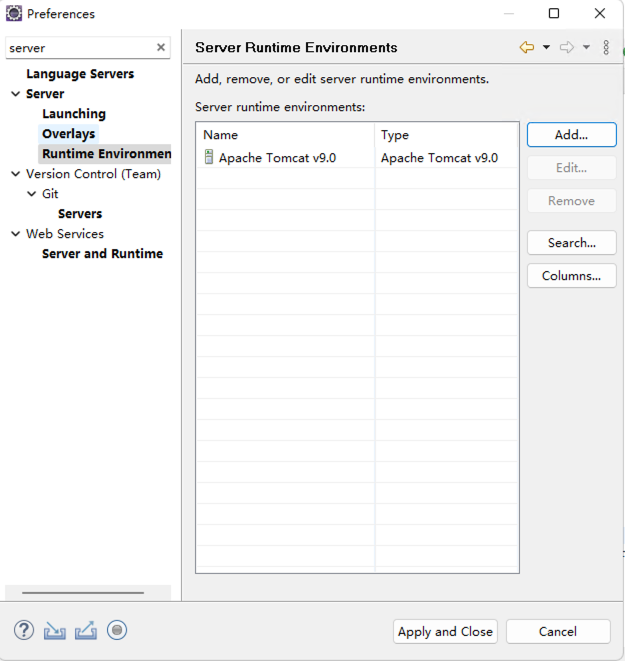 Preferences
server
Server Runtime Environments
Language Servers
Server
Launching
Overlays
Runtime Environmen
Version Control (Team)
Git
Servers
Web Services
Server and Runtime
Add, remove, or edit server runtime environments.
Server runtime environments:
Name Type
Apache Tomcat v9.0 Apache Tomcat v9.0
Add...
Edit...
Remove
Search...
Columns...
Apply and Close
Cancel